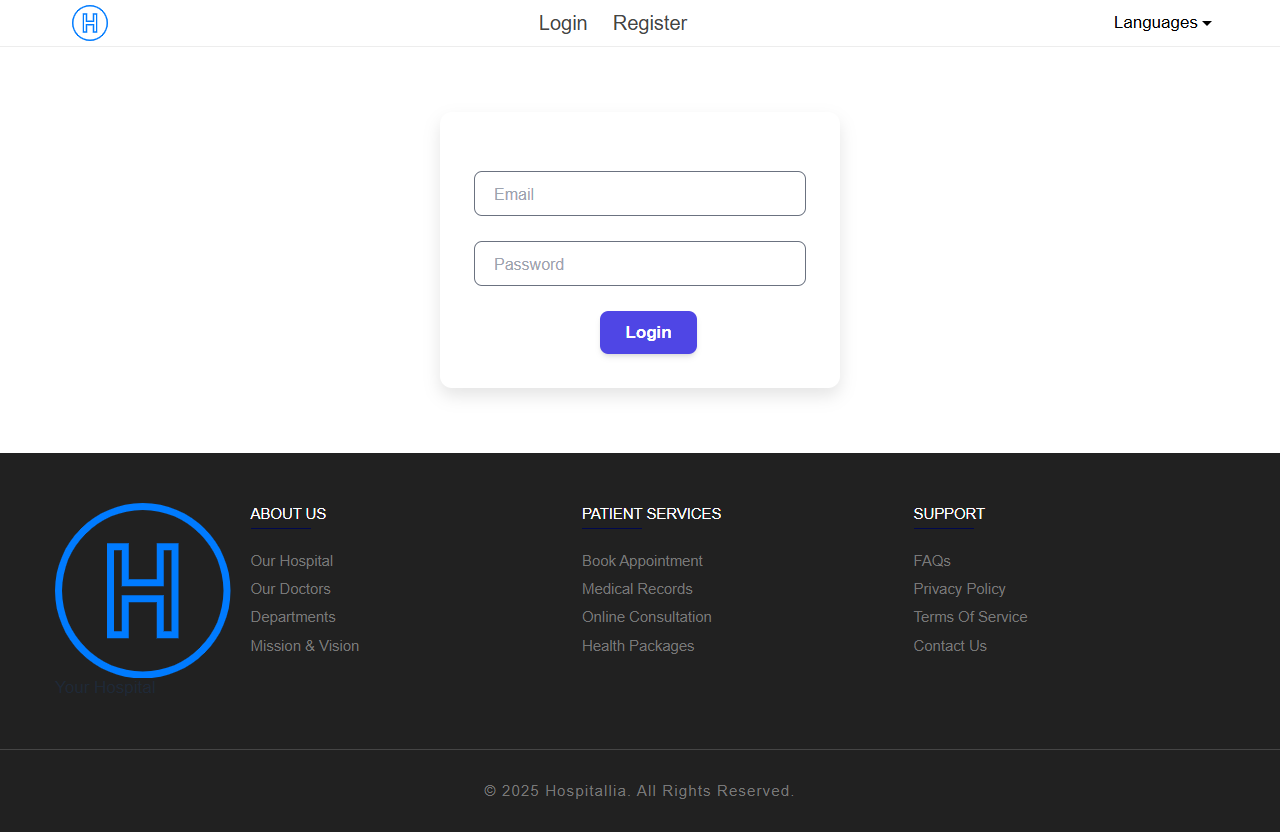 H
Login Register
Languages
Email
Password
Login
H
Your Hospital
ABOUT US
Our Hospital
Our Doctors
Departments
Mission & Vision
PATIENT SERVICES
Book Appointment
Medical Records
Online Consultation
Health Packages
SUPPORT
FAQs
Privacy Policy
Terms Of Service
Contact Us
© 2025 Hospitallia. All Rights Reserved.